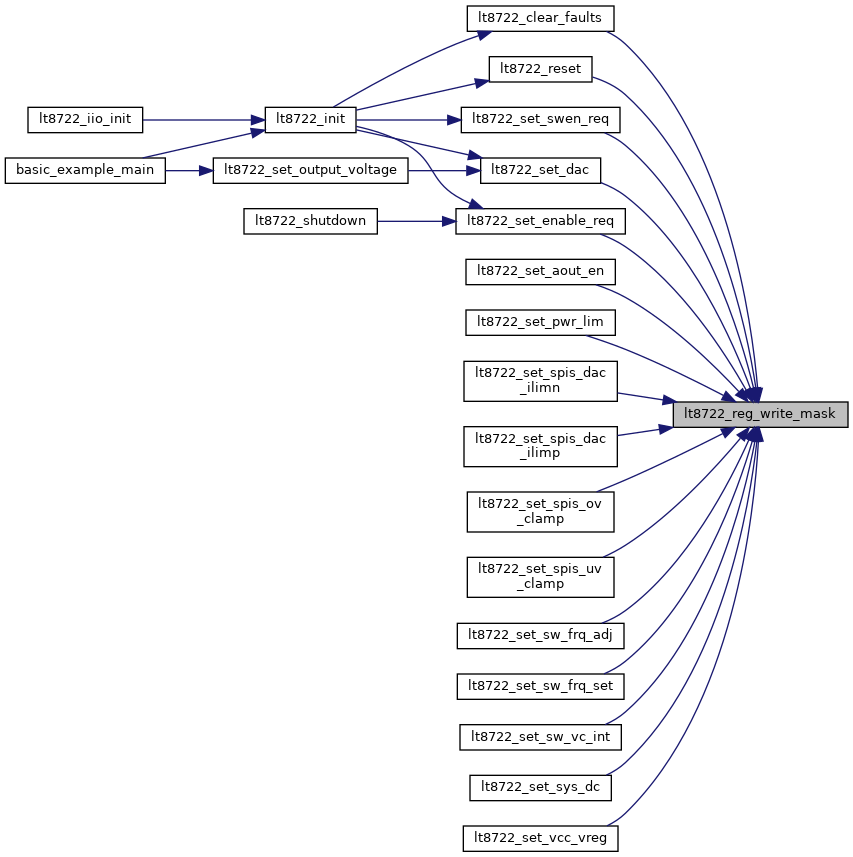 lt8722_clear_faults
lt8722_reset
lt8722_iio_init
lt8722_init
lt8722_set_swen_req
basic_example_main
lt8722_set_output_voltage
lt8722_set_dac
lt8722_shutdown
lt8722_set_enable_req
lt8722_set_aout_en
lt8722_set_pwr_lim
lt8722_set_spis_dac
_ilimn
lt8722_reg_write_mask
lt8722_set_spis_dac
_ilimp
lt8722_set_spis_ov
_clamp
lt8722_set_spis_uv
_clamp
lt8722_set_sw_frq_adj
lt8722_set_sw_frq_set
lt8722_set_sw_vc_int
lt8722_set_sys_dc
lt8722_set_vcc_vreg